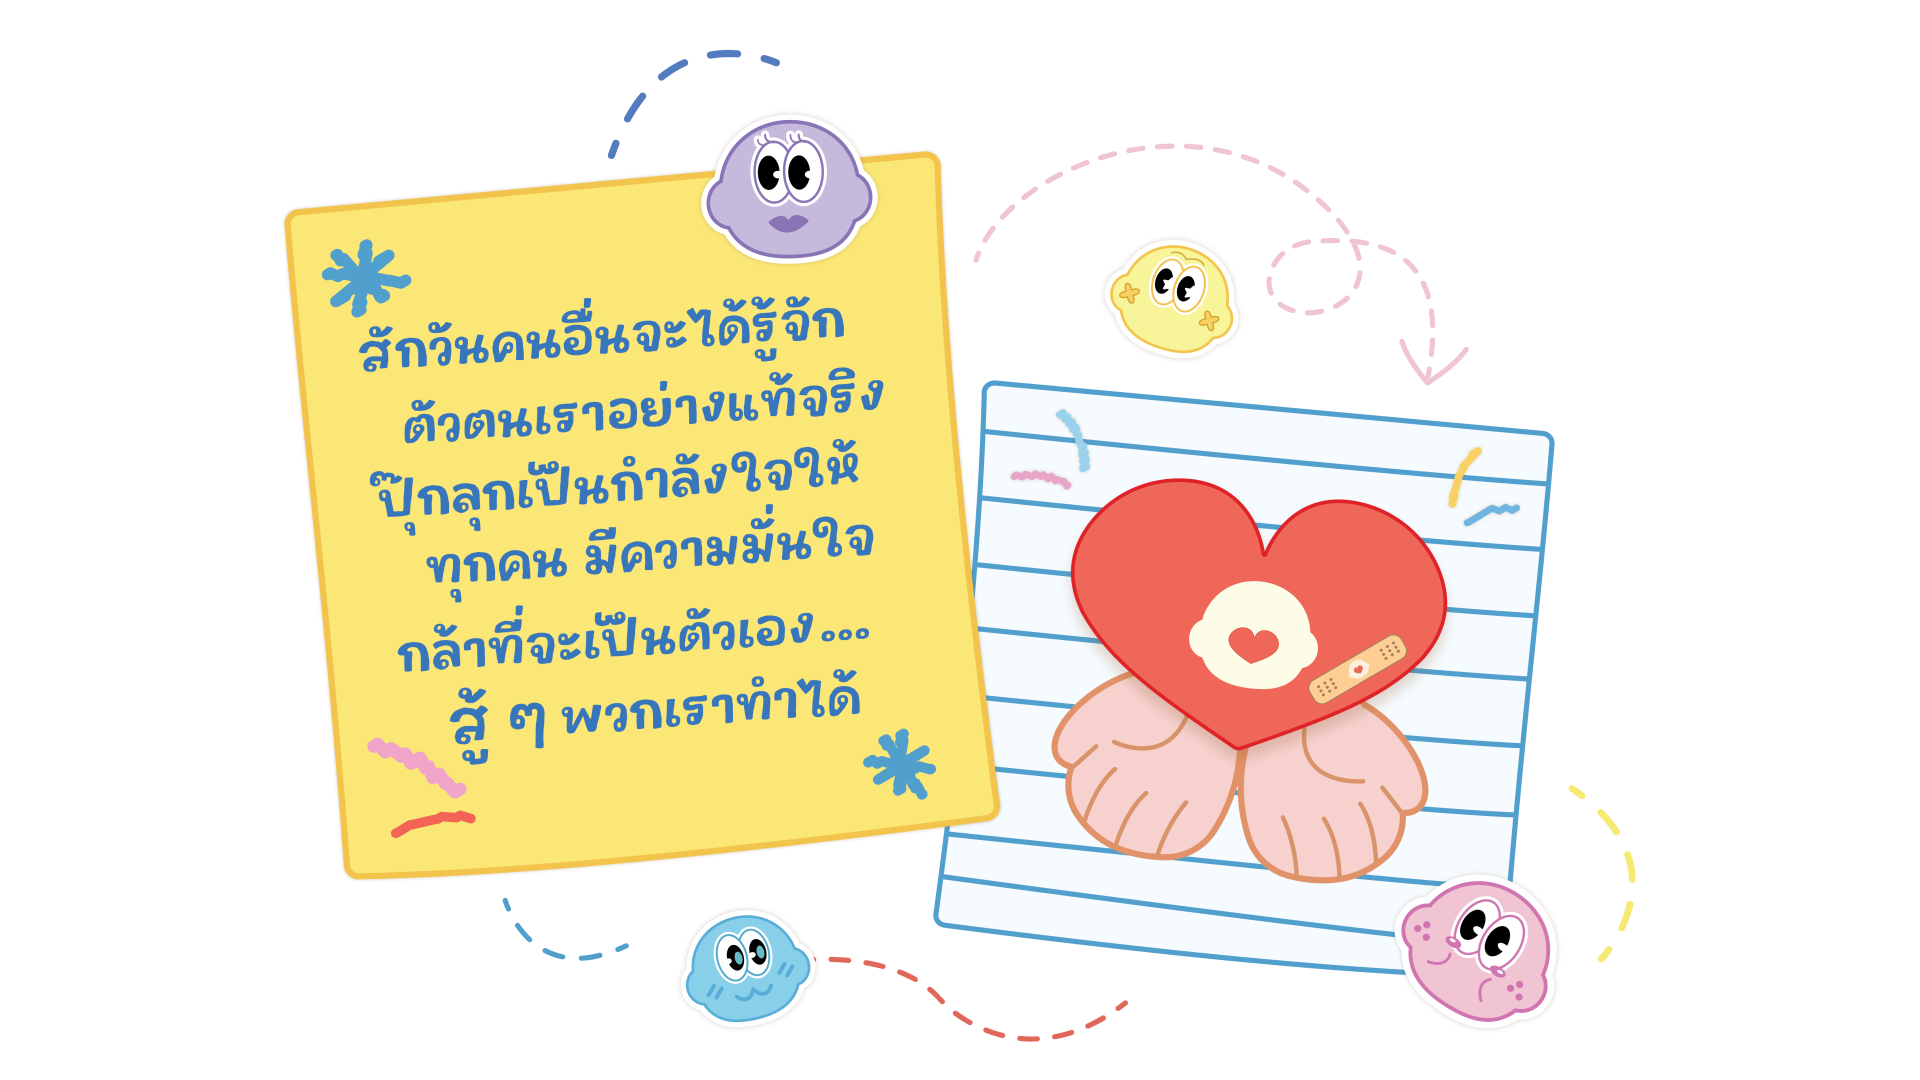 สักวันคนอื่นจะได้รู้จัก
ตัวตนเราอย่างแท้จริง
ปุ๊กลุกเป็นกำลังใจให้
ทุกคน มีความมั่นใจ
กล้าที่จะเป็นตัวเอง...
สู้ ๆ พวกเราทำได้